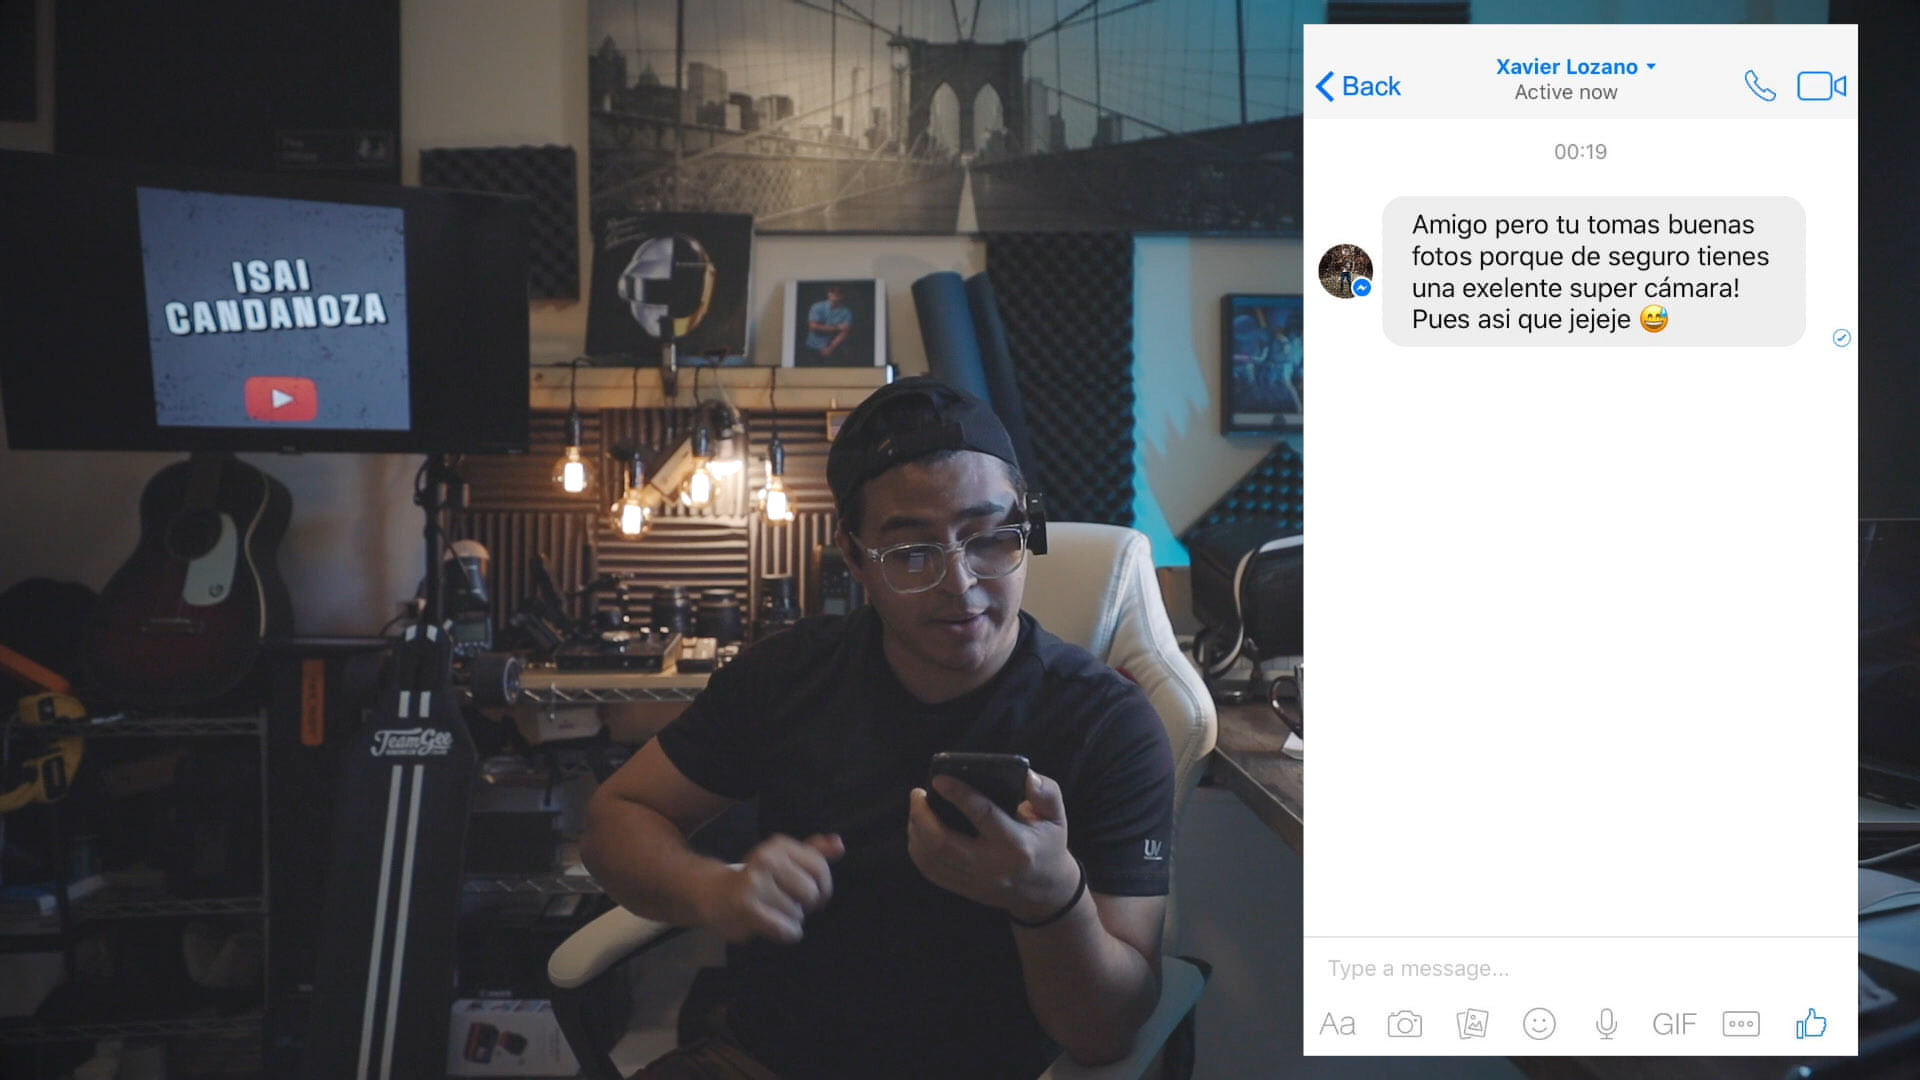 ISAI
CANDANOZA
TeamGee
UV
Back
Xavier Lozano
Active now
00:19
Amigo pero tu tomas buenas
fotos porque de seguro tienes
una exelente super cámara!
Pues asi que jejeje 😅
Type a message...
Aa
GIF